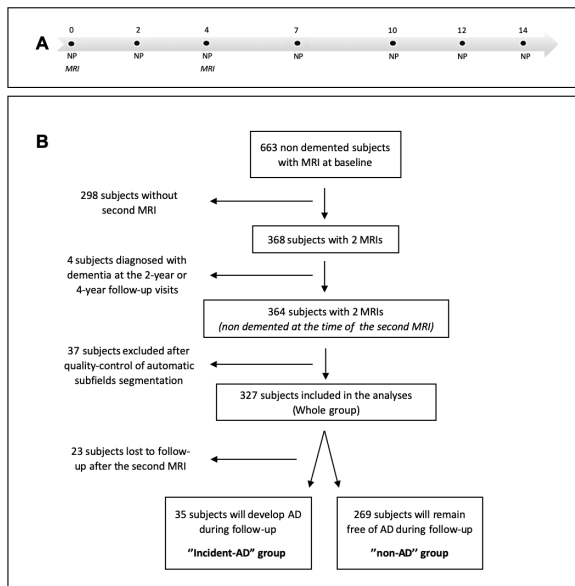 A
0 2 4 7 10 12 14
NP NP NP NP NP NP NP
MRI MRI
B
663 non demented subjects
with MRI at baseline
298 subjects without
second MRI
368 subjects with 2 MRIs
4 subjects diagnosed with
dementia at the 2-year or
4-year follow-up visits
364 subjects with 2 MRIs
(non demented at the time of the second MRI)
37 subjects excluded after
quality-control of automatic
subfields segmentation
327 subjects included in the analyses
(Whole group)
23 subjects lost to follow-
up after the second MRI
35 subjects will develop AD
during follow-up
"Incident-AD" group
269 subjects will remain
free of AD during follow-up
"non-AD" group